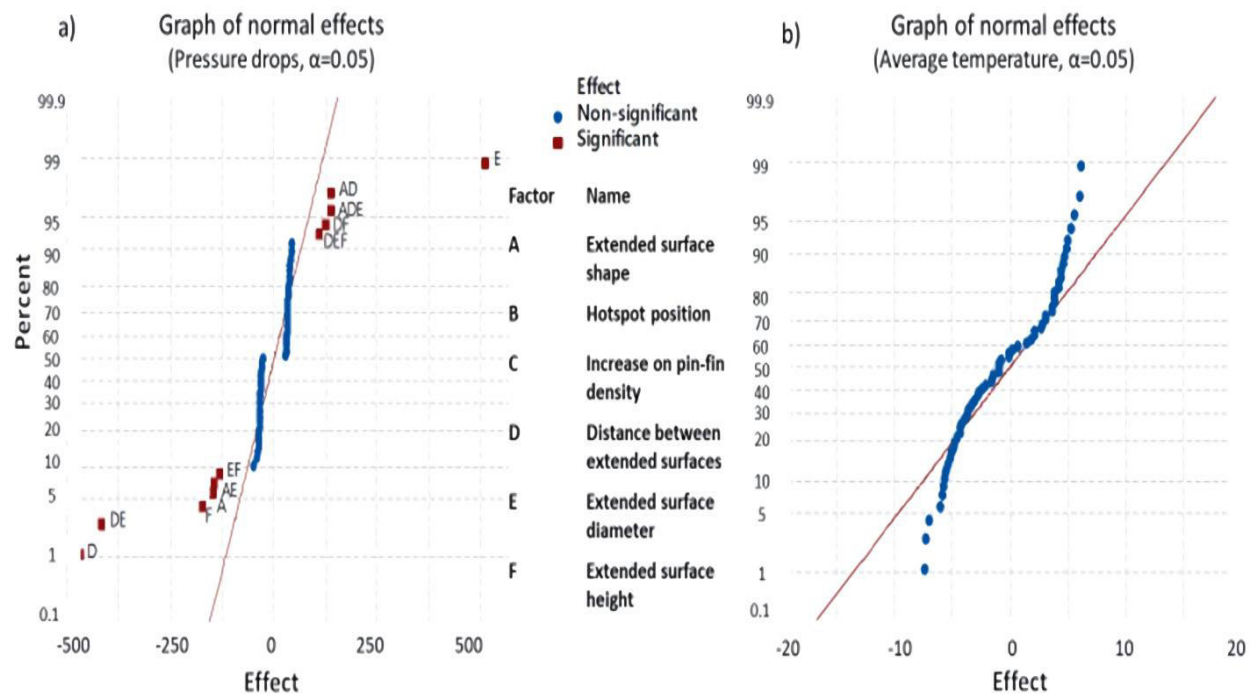 a)
Graph of normal effects
(Pressure drops, α=0.05)
Percent
99.9
99
95
90
80
70
60
50
40
30
20
10
5
1
0.1
E
AD
ADE
DF
DEF
EF
AE
A
F
DE
D
-500
-250
0
250
500
Effect
Effect
Non-significant
Significant
Factor Name
A Extended surface
shape
B Hotspot position
C Increase on pin-fin
density
D Distance between
extended surfaces
E Extended surface
diameter
F Extended surface
height
b)
Graph of normal effects
(Average temperature, α=0.05)
99.9
99
95
90
80
70
60
50
40
30
20
10
5
1
0.1
-20
-10
0
10
20
Effect